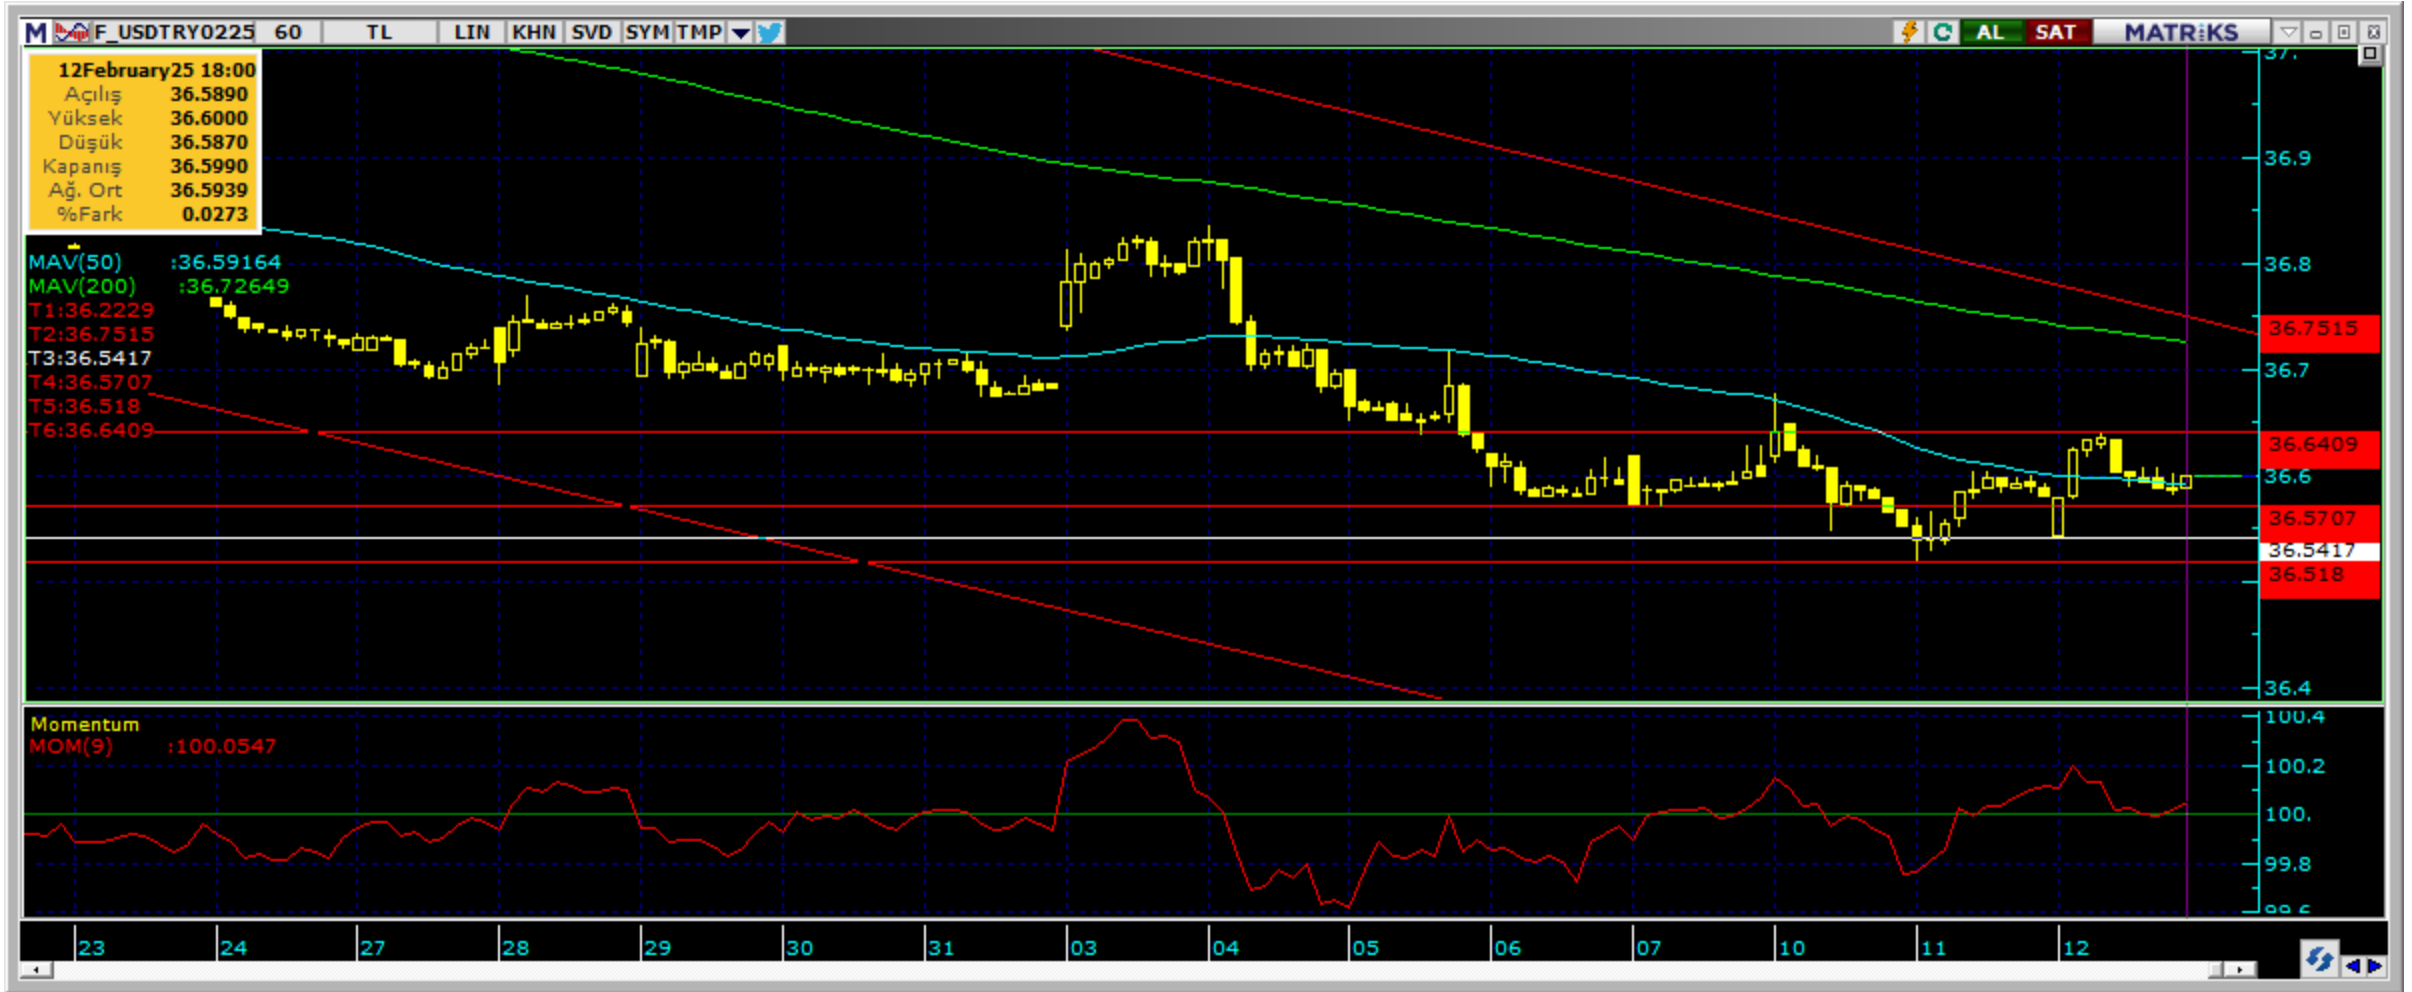 M F_USDTRY0225 60 TL LIN KHN SVD SYM TMP AL SAT MATRiKS
12February25 18:00
Açılış 36.5890
Yüksek 36.6000
Düşük 36.5870
Kapanış 36.5990
Ağ. Ort 36.5939
%Fark 0.0273
MAV(50) :36.59164
MAV(200) :36.72649
T1:36.2229
T2:36.7515
T3:36.5417
T4:36.5707
T5:36.518
T6:36.6409
37.
36.9
36.8
36.7515
36.7
36.6409
36.6
36.5707
36.5417
36.518
36.4
Momentum
MOM(9) :100.0547
100.4
100.2
100.
99.8
99.6
23 24 27 28 29 30 31 03 04 05 06 07 10 11 12